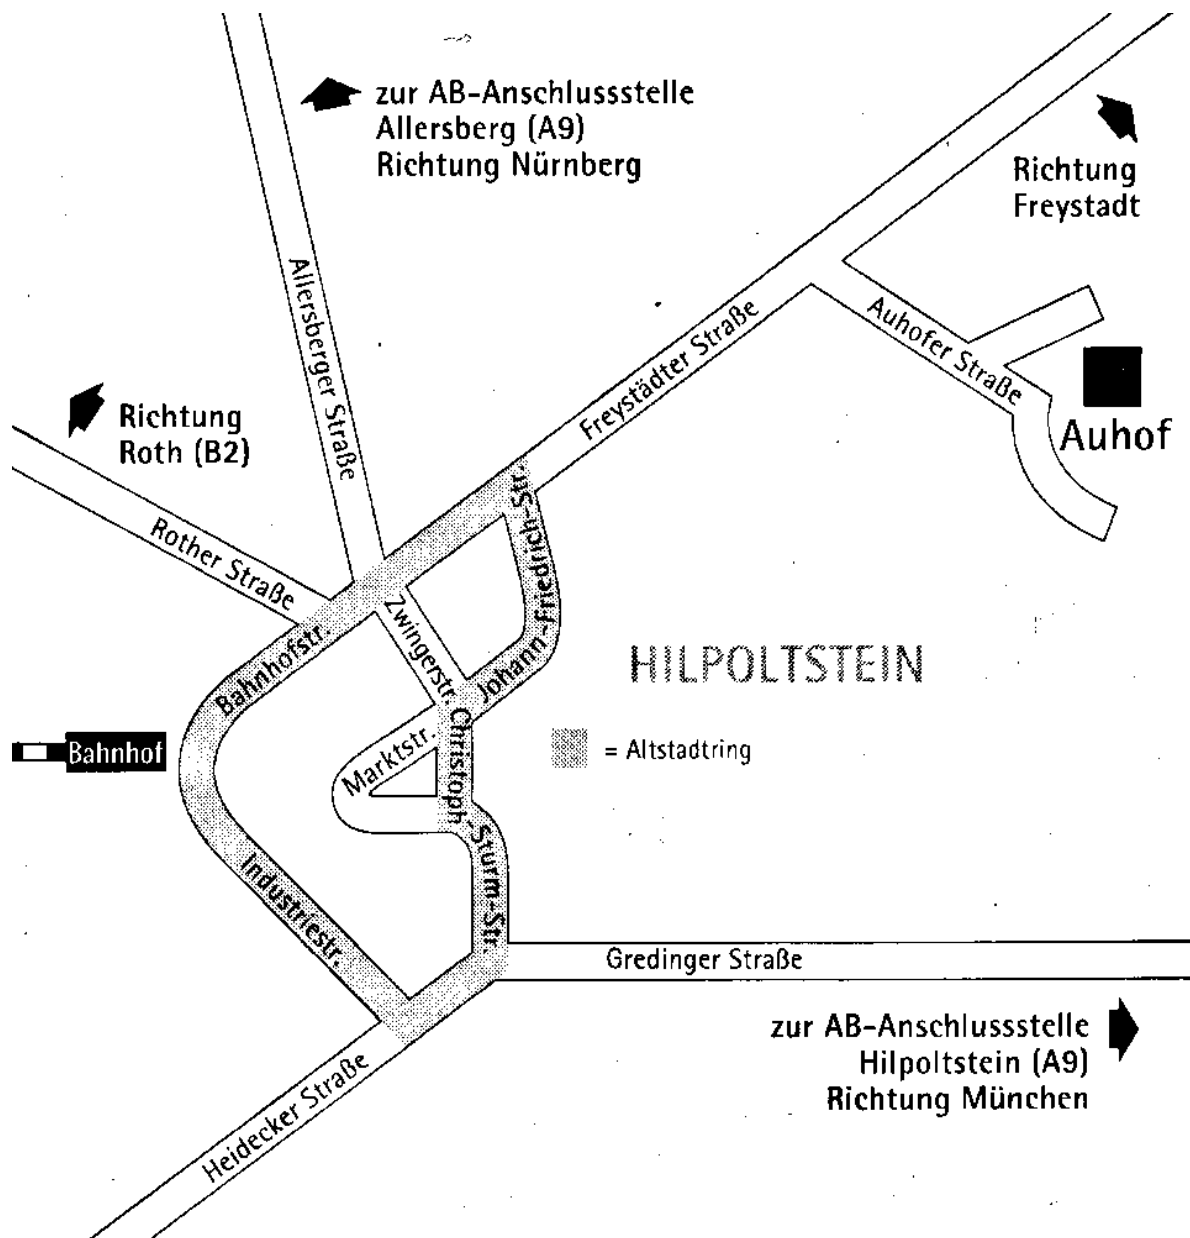 zur AB-Anschlussstelle
Allersberg (A9)
Richtung Nürnberg
Richtung
Freystadt
Allersberger Straße
Freystädter Straße
Auhofer Straße
Richtung
Roth (B2)
Auhof
Rother Straße
Johann-Friedrich-Str.
Bahnhofstr.
Zwingerstr.
HILPOLTSTEIN
Bahnhof
Marktstr.
Christoph-Sturm-Str.
= Altstadtring
Industriestr.
Gredinger Straße
zur AB-Anschlussstelle
Hilpoltstein (A9)
Richtung München
Heidecker Straße